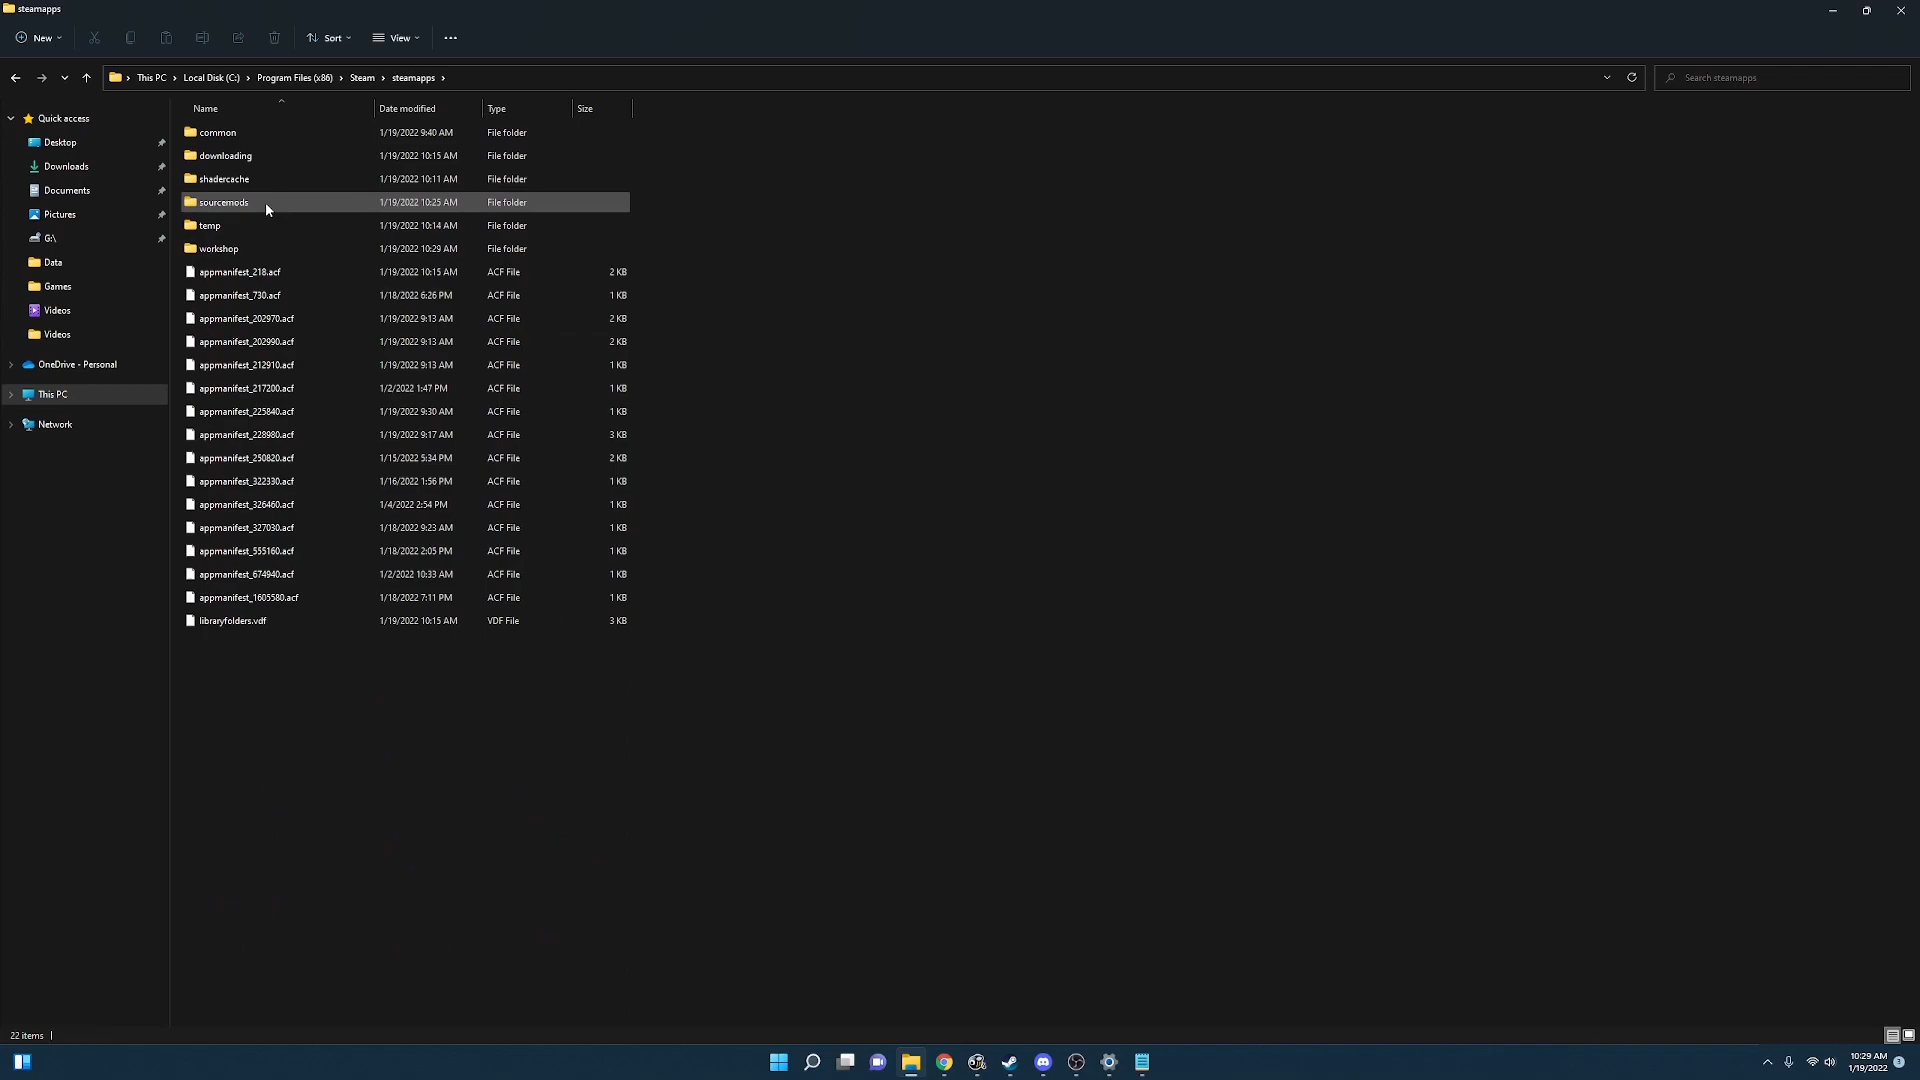 steamapps
New
Sort
View
This PC > Local Disk (C:) > Program Files (x86) > Steam > steamapps >
Search steamapps
Quick access
Desktop
Downloads
Documents
Pictures
G:\
Data
Games
Videos
Videos
OneDrive - Personal
This PC
Network
Name Date modified Type Size
common 1/19/2022 9:40 AM File folder
downloading 1/19/2022 10:15 AM File folder
shadercache 1/19/2022 10:11 AM File folder
sourcemods 1/19/2022 10:25 AM File folder
temp 1/19/2022 10:14 AM File folder
workshop 1/19/2022 10:29 AM File folder
appmanifest_218.acf 1/19/2022 10:15 AM ACF File 2 KB
appmanifest_730.acf 1/18/2022 6:26 PM ACF File 1 KB
appmanifest_202970.acf 1/19/2022 9:13 AM ACF File 2 KB
appmanifest_202990.acf 1/19/2022 9:13 AM ACF File 2 KB
appmanifest_212910.acf 1/19/2022 9:13 AM ACF File 1 KB
appmanifest_217200.acf 1/2/2022 1:47 PM ACF File 1 KB
appmanifest_225840.acf 1/19/2022 9:30 AM ACF File 1 KB
appmanifest_228980.acf 1/19/2022 9:17 AM ACF File 3 KB
appmanifest_250820.acf 1/15/2022 5:34 PM ACF File 2 KB
appmanifest_322330.acf 1/16/2022 1:56 PM ACF File 1 KB
appmanifest_326460.acf 1/4/2022 2:54 PM ACF File 1 KB
appmanifest_327030.acf 1/18/2022 9:23 AM ACF File 1 KB
appmanifest_555160.acf 1/18/2022 2:05 PM ACF File 1 KB
appmanifest_674940.acf 1/2/2022 10:33 AM ACF File 1 KB
appmanifest_1605580.acf 1/18/2022 7:11 PM ACF File 1 KB
libraryfolders.vdf 1/19/2022 10:15 AM VDF File 3 KB
22 items
10:29 AM
1/19/2022
3